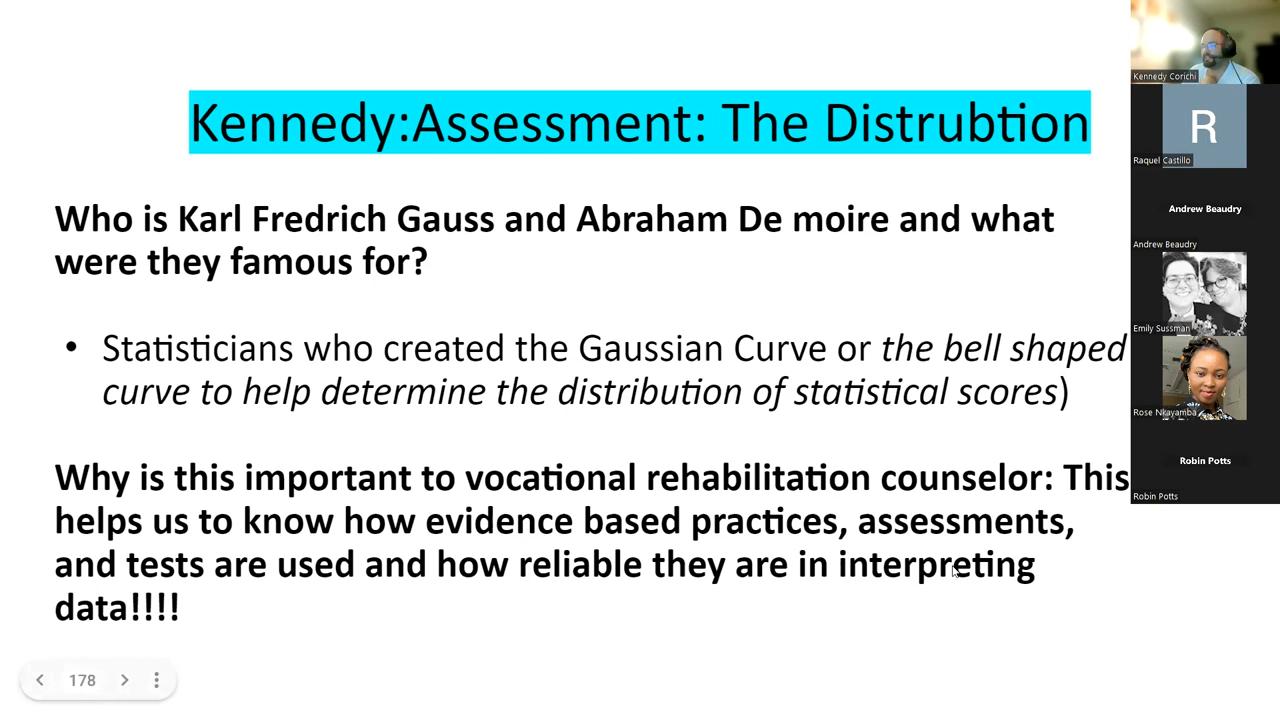 Kennedy:Assessment: The Distrubtion
Who is Karl Fredrich Gauss and Abraham De moire and what
were they famous for?
• Statisticians who created the Gaussian Curve or the bell shaped
curve to help determine the distribution of statistical scores)
Why is this important to vocational rehabilitation counselor: This
helps us to know how evidence based practices, assessments,
and tests are used and how reliable they are in interpreting
data!!!!
178
Kennedy Corichi
R
Raquel Castillo
Andrew Beaudry
Andrew Beaudry
Emily Sussman
Rose Nkayamba
Robin Potts
Robin Potts